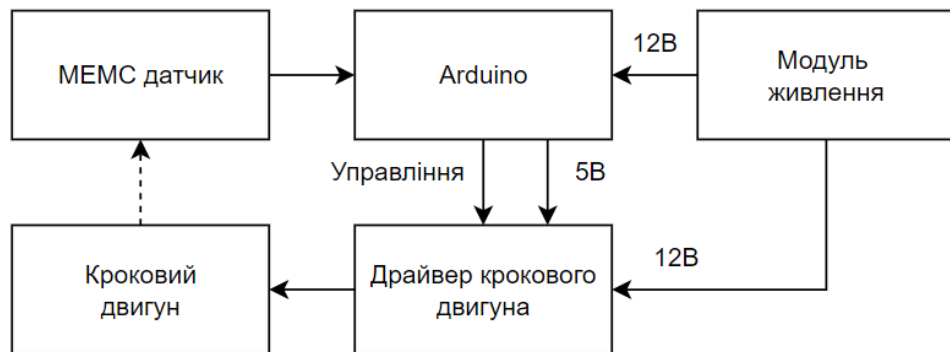 МЕМС датчик
Arduino
12В
Модуль
живлення
Управління
5В
Кроковий
двигун
Драйвер крокового
двигуна
12В